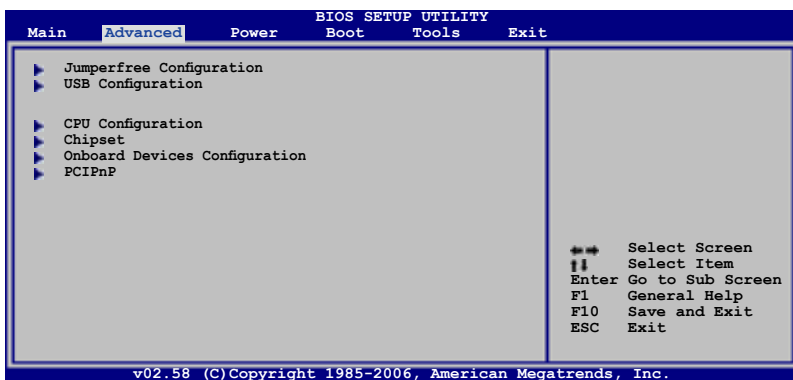 BIOS SETUP UTILITY
Main Advanced Power Boot Tools Exit
Jumperfree Configuration
USB Configuration
CPU Configuration
Chipset
Onboard Devices Configuration
PCIPnP
Select Screen
Select Item
Enter Go to Sub Screen
F1 General Help
F10 Save and Exit
ESC Exit
v02.58 (C)Copyright 1985-2006, American Megatrends, Inc.